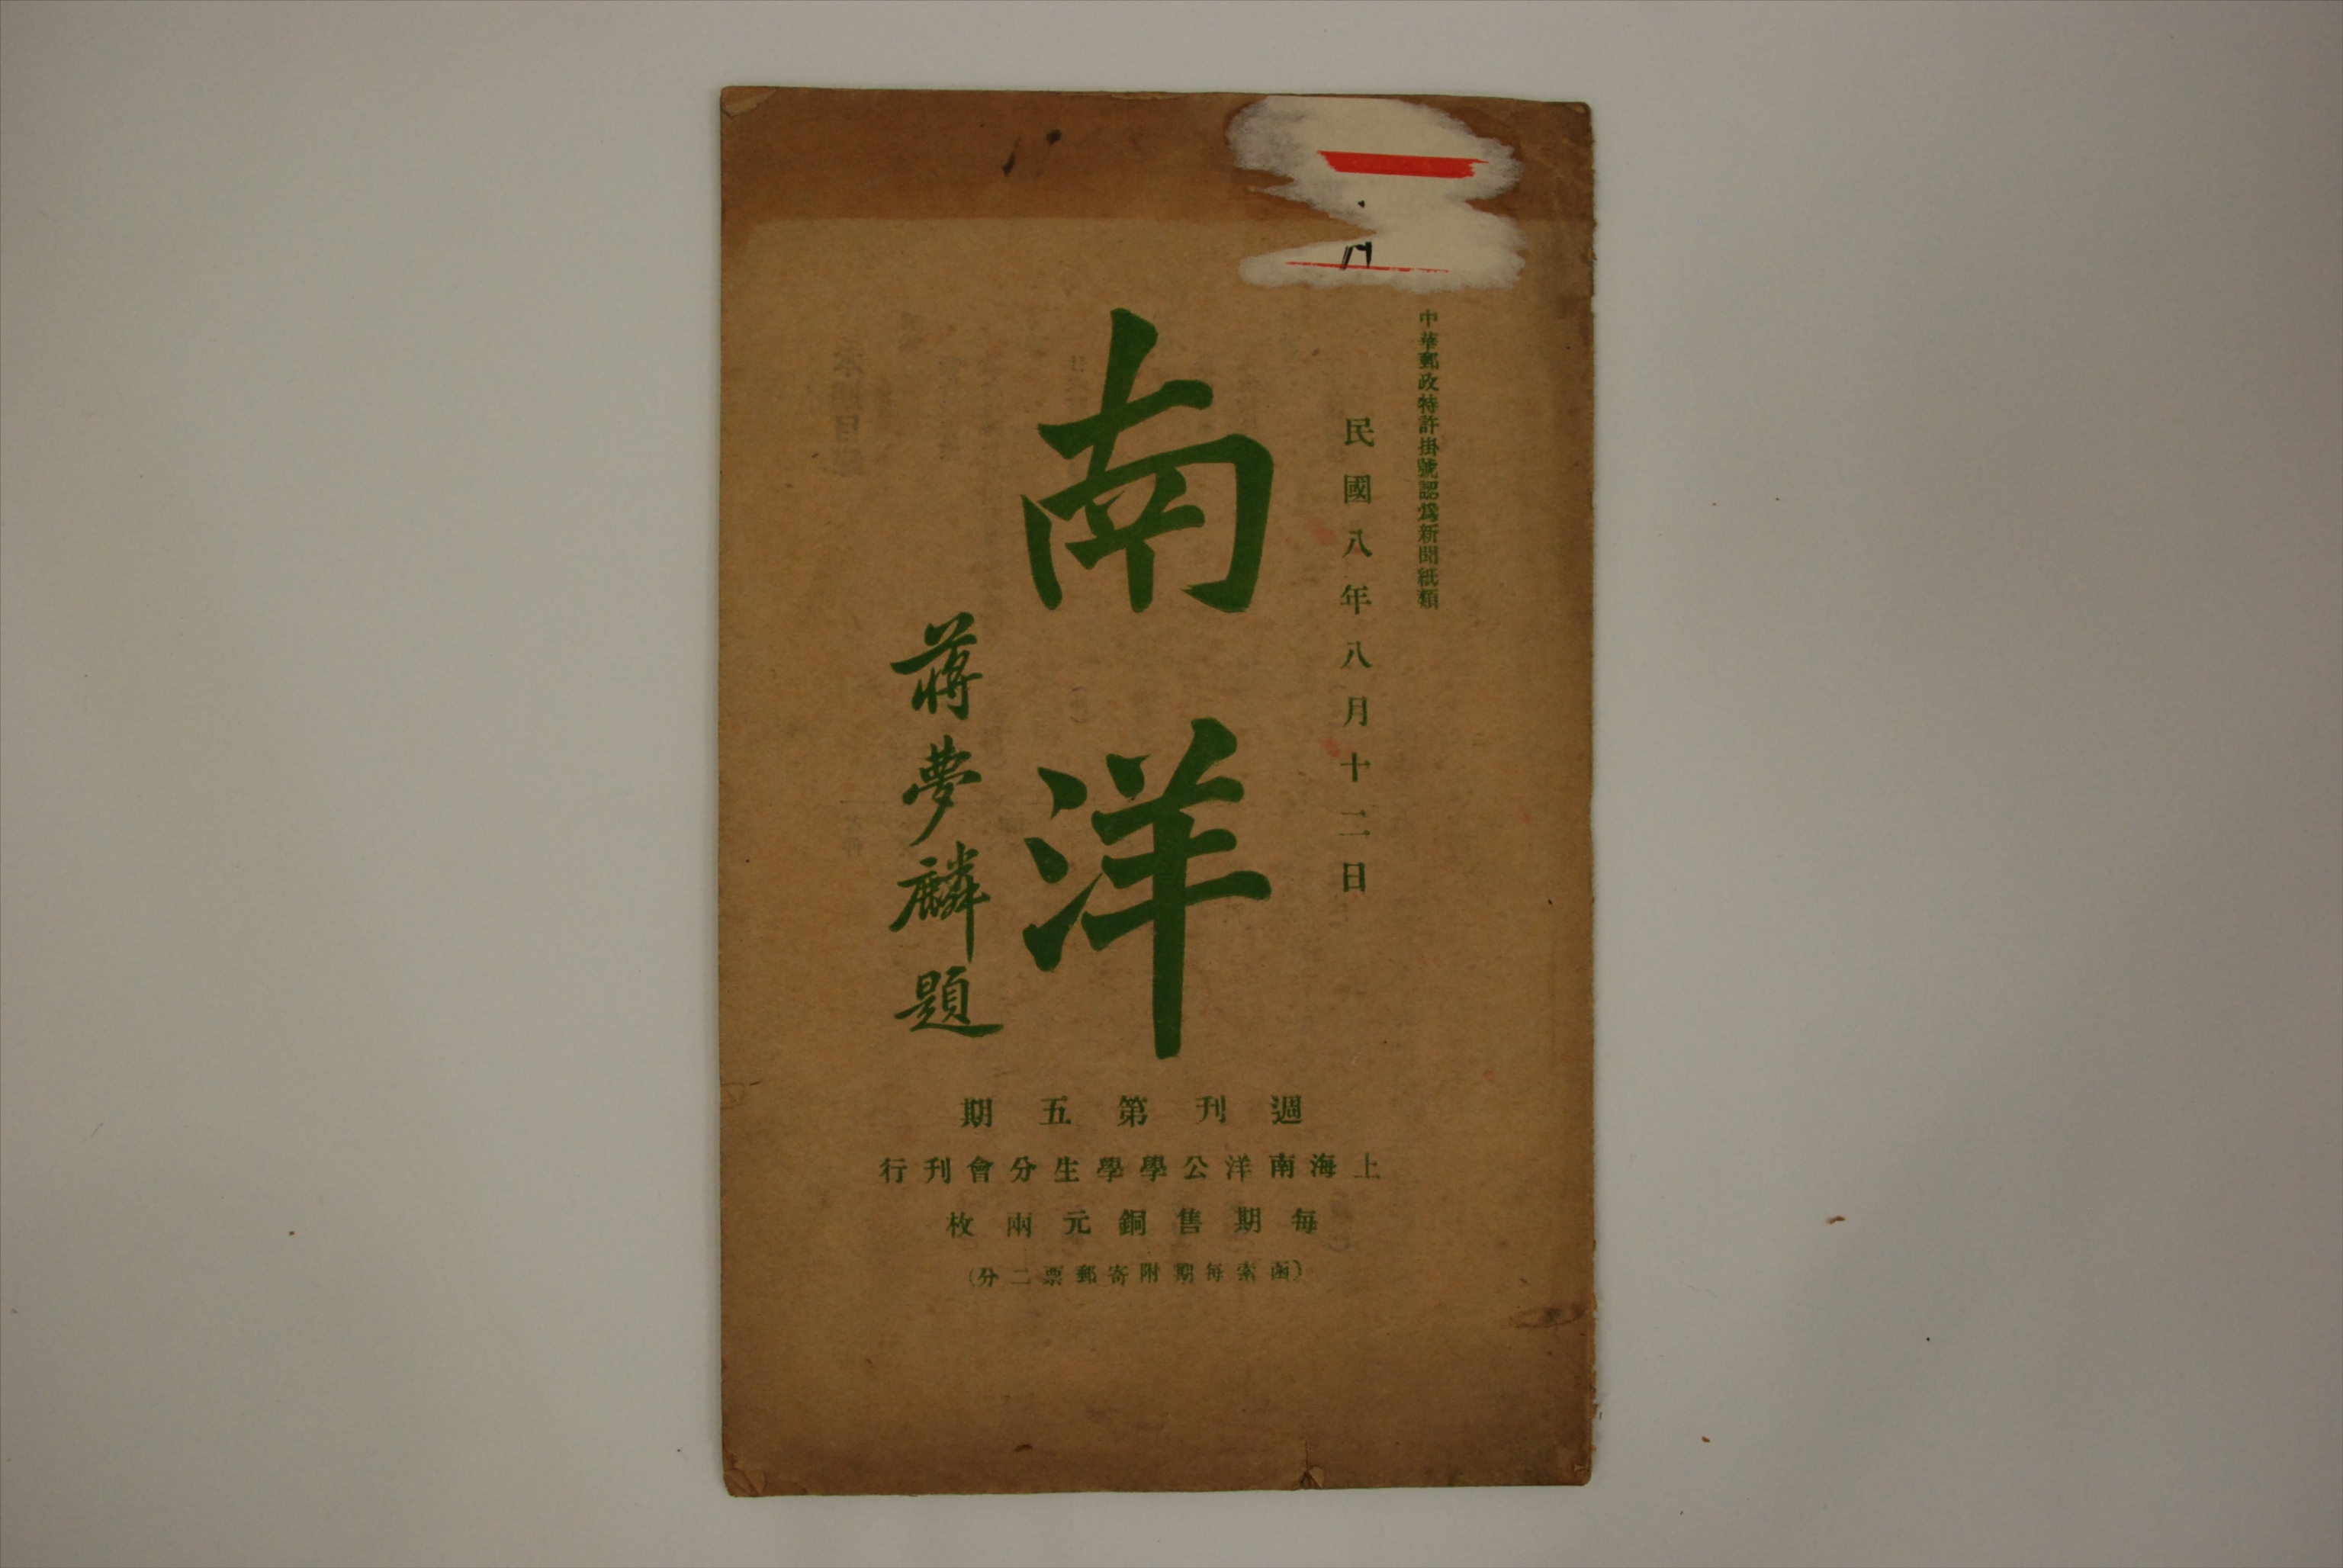 中華郵政特許掛號認爲新聞紙類
民國八年八月十二日
南洋
蔣夢麟題
週刊第五期
上海南洋公學學生分會刊行
每期售銅元兩枚
(函索每期附寄郵票二分)